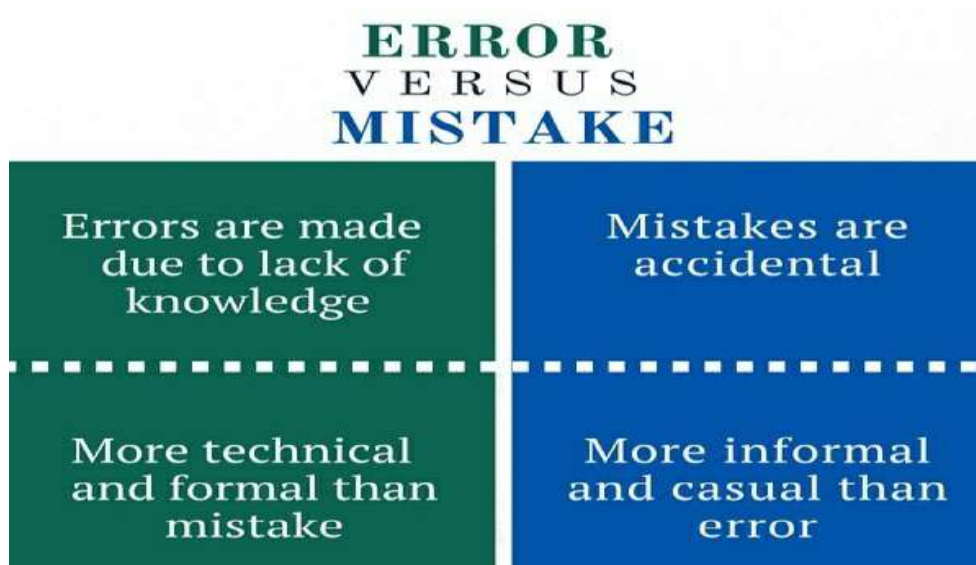 ERROR
VERSUS
MISTAKE
Errors are made
due to lack of
knowledge
Mistakes are
accidental
More technical
and formal than
mistake
More informal
and casual than
error